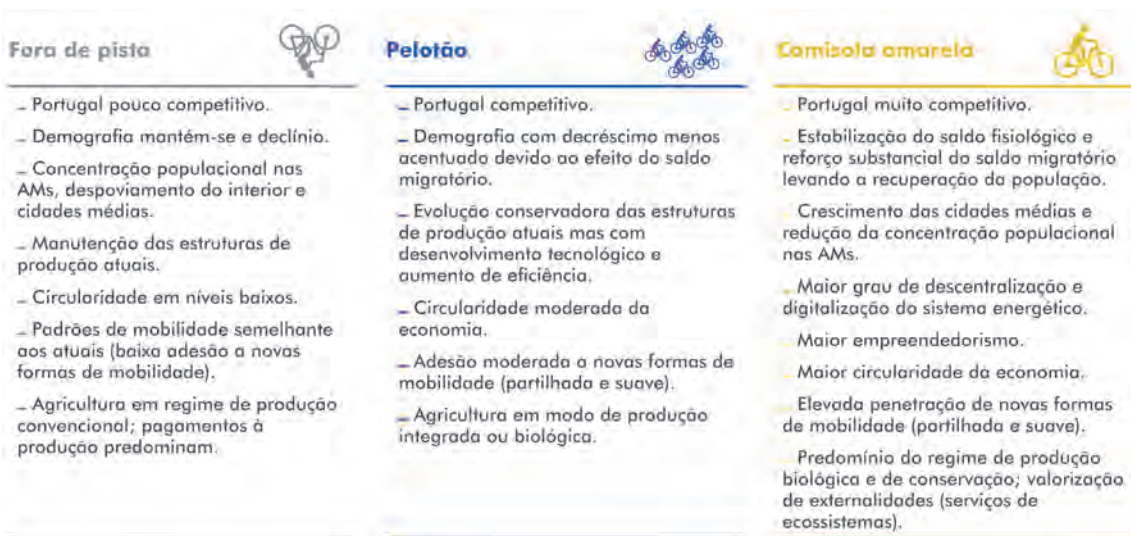 Fora de pista
– Portugal pouco competitivo.
– Demografia mantém-se e declínio.
– Concentração populacional nas
AMs, despoviamento do interior e
cidades médias.
– Manutenção das estruturas de
produção atuais.
– Circularidade em níveis baixos.
– Padrões de mobilidade semelhante
aos atuais (baixa adesão a novas
formas de mobilidade).
– Agricultura em regime de produção
convencional; pagamentos à
produção predominam.
Pelotão
– Portugal competitivo.
– Demografia com decréscimo menos
acentuado devido ao efeito do saldo
migratório.
– Evolução conservadora das estruturas
de produção atuais mas com
desenvolvimento tecnológico e
aumento de eficiência.
– Circularidade moderada da
economia.
– Adesão moderada a novas formas de
mobilidade (partilhada e suave).
– Agricultura em modo de produção
integrada ou biológica.
Camisola amarela
– Portugal muito competitivo.
– Estabilização do saldo fisiológico e
reforço substancial do saldo migratório
levando a recuperação da população.
– Crescimento das cidades médias e
redução da concentração populacional
nas AMs.
– Maior grau de descentralização e
digitalização do sistema energético.
– Maior empreendedorismo.
– Maior circularidade da economia.
– Elevada penetração de novas formas
de mobilidade (partilhada e suave).
– Predomínio do regime de produção
biológica e de conservação; valorização
de externalidades (serviços de
ecossistemas).